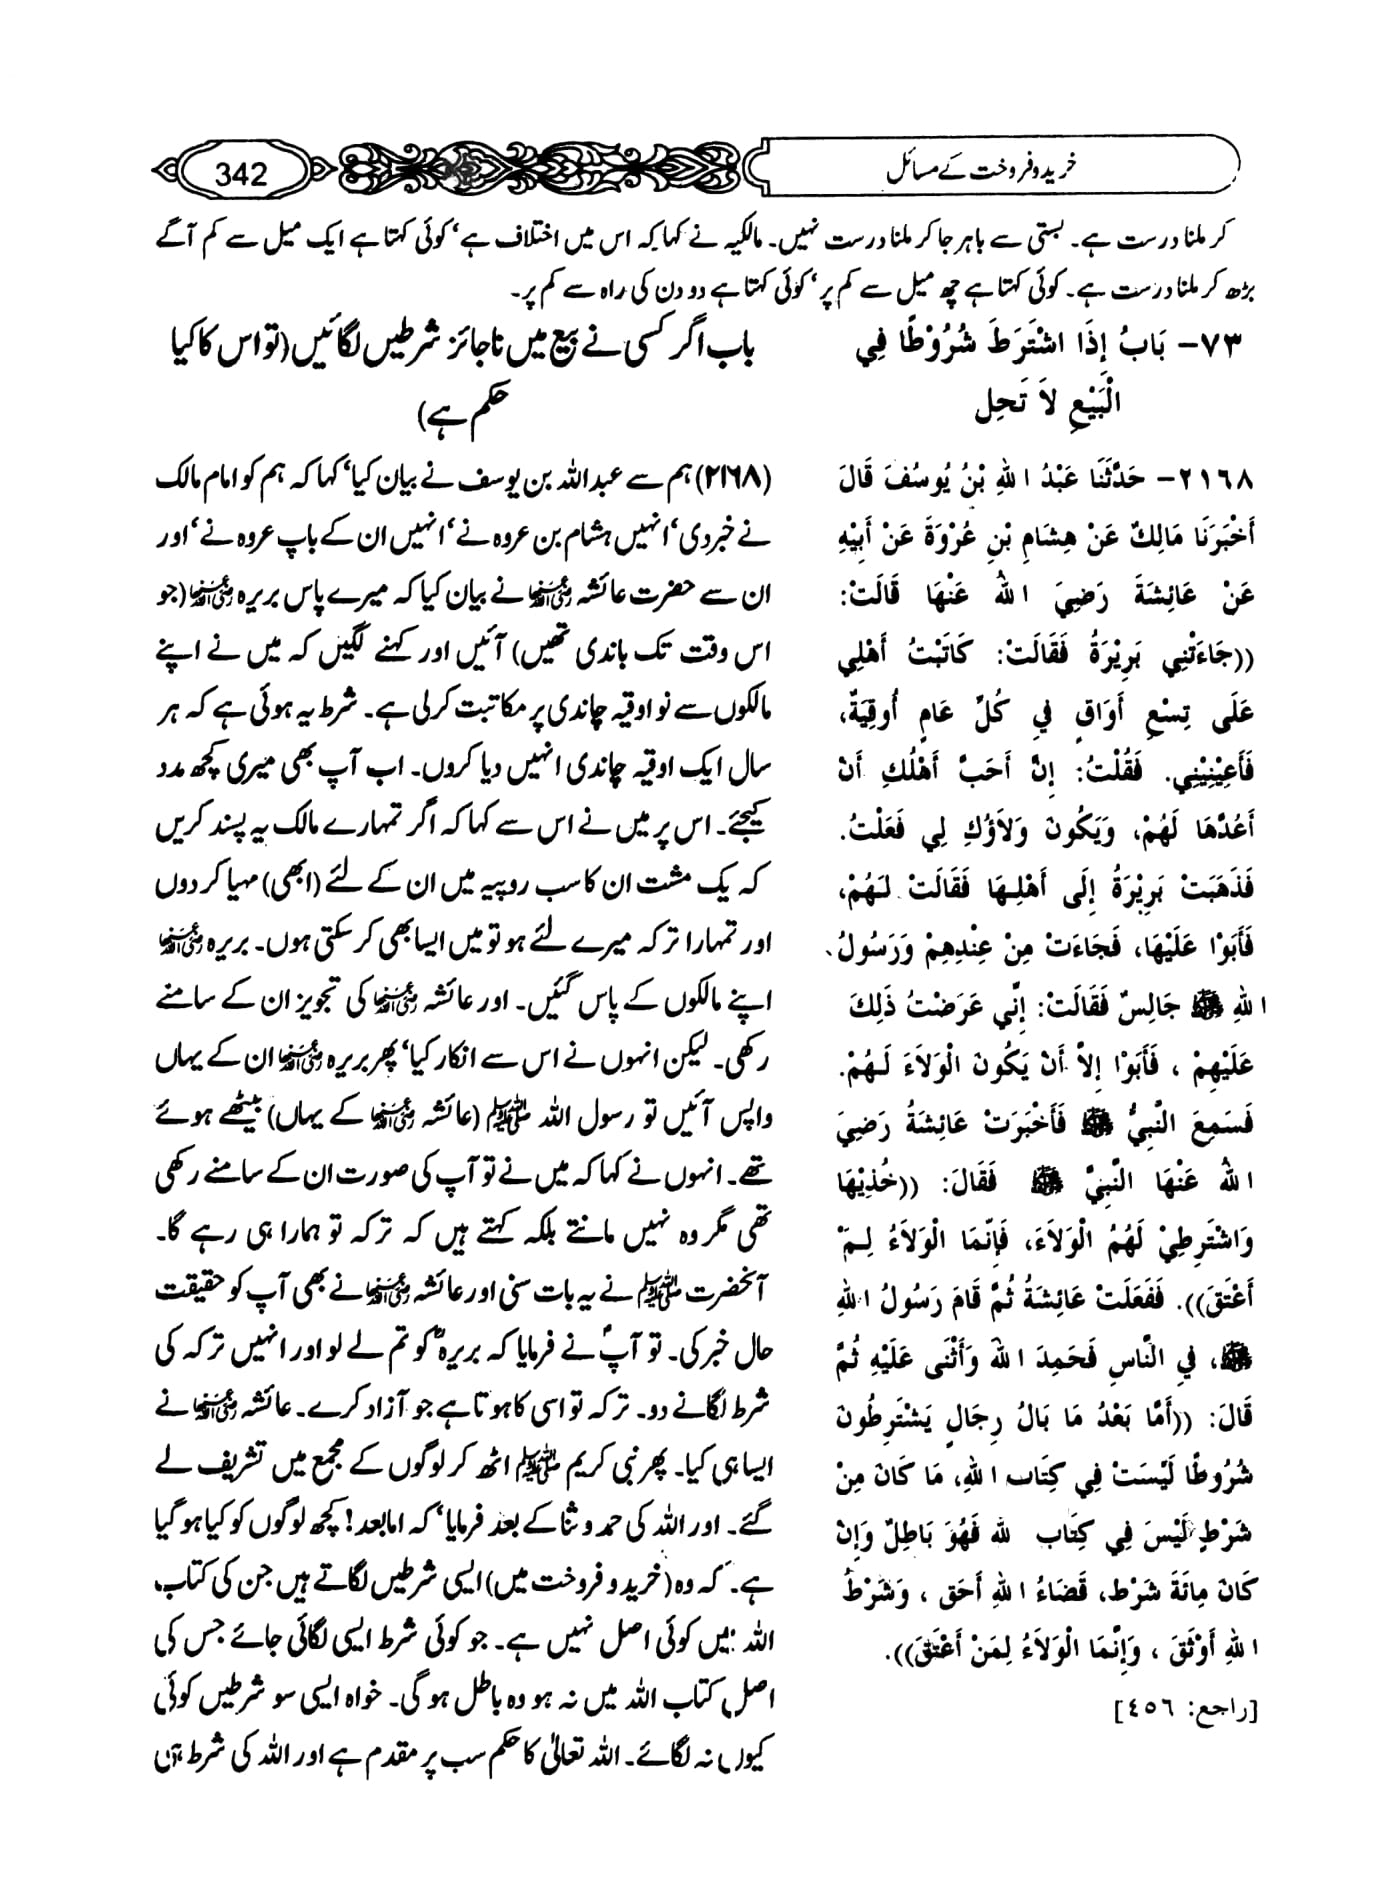 342
خرید و فروخت کے مسائل
کر ملنا درست ہے۔ بستی سے باہر جا کر ملنا درست نہیں۔ مالکیہ نے کہا کہ اس میں اختلاف ہے‘ کوئی کہتا ہے ایک میل سے کم آگے
بڑھ کر ملنا درست ہے۔ کوئی کہتا ہے چھ میل سے کم پر‘ کوئی کہتا ہے دو دن کی راہ سے کم پر۔
٧٣- بَابُ إِذَا اشْتَرَطَ شُرُوْطًا فِي
الْبَيْعِ لاَ تَحِل
٢١٦٨- حَدَّثَنَا عَبْدُ اللهِ بْنُ يُوسُفَ قَالَ
أَخْبَرَنَا مَالِكٌ عَنْ هِشَامِ بْنِ عُرْوَةَ عَنْ أَبِيْهِ
عَنْ عَائِشَةَ رَضِيَ اللهُ عَنْهَا قَالَتْ:
((جَاءَتْنِي بَرِيْرَةُ فَقَالَتْ: كَاتَبْتُ أَهْلِي
عَلَى تِسْعِ أَوَاقٍ فِي كُلِّ عَامٍ أُوقِيَةٌ،
فَأَعِيْنِيْنِي. فَقُلْتُ: إِنْ أَحَبَّ أَهْلُكِ أَنْ
أَعُدَّهَا لَهُمْ، وَيَكُونَ وَلاَؤُكِ لِي فَعَلْتُ.
فَذَهَبَتْ بَرِيْرَةُ إِلَى أَهْلِهَا فَقَالَتْ لَهُمْ،
فَأَبَوْا عَلَيْهَا، فَجَاءَتْ مِنْ عِنْدِهِمْ وَرَسُولُ
اللهِ ﷺ جَالِسٌ فَقَالَتْ: إِنِّي عَرَضْتُ ذَلِكَ
عَلَيْهِمْ، فَأَبَوْا إِلاَّ أَنْ يَكُونَ الْوَلاَءَ لَهُمْ.
فَسَمِعَ النَّبِيُّ ﷺ فَأَخْبَرَتْ عَائِشَةُ رَضِيَ
اللهُ عَنْهَا النَّبِيَّ ﷺ فَقَالَ: ((خُذِيْهَا
وَاشْتَرِطِيْ لَهُمُ الْوَلاَءَ، فَإِنَّمَا الْوَلاَءُ لِمَنْ
أَعْتَقَ)). فَفَعَلَتْ عَائِشَةُ ثُمَّ قَامَ رَسُولُ اللهِ
ﷺ، فِي النَّاسِ فَحَمِدَ اللهَ وَأَثْنَى عَلَيْهِ ثُمَّ
قَالَ: ((أَمَّا بَعْدُ مَا بَالُ رِجَالٍ يَشْتَرِطُونَ
شُرُوطًا لَيْسَتْ فِي كِتَابِ اللهِ، مَا كَانَ مِنْ
شَرْطٍ لَيْسَ فِي كِتَابِ اللهِ فَهُوَ بَاطِلٌ وَإِنْ
كَانَ مِائَةَ شَرْطٍ، قَضَاءُ اللهِ أَحَق، وَشَرْطُ
اللهِ أَوْثَقَ، وَإِنَّمَا الْوَلاَءُ لِمَنْ أَعْتَقَ)).
[راجع: ٤٥٦]
باب اگر کسی نے بیع میں ناجائز شرطیں لگائیں (تو اس کا کیا
حکم ہے)
(۲۱۶۸) ہم سے عبداللہ بن یوسف نے بیان کیا‘ کہا کہ ہم کو امام مالک
نے خبر دی‘ انہیں ہشام بن عروہ نے‘ انہیں ان کے باپ عروہ نے‘ اور
ان سے حضرت عائشہ رضی اللہ عنہا نے بیان کیا کہ میرے پاس بریرہ رضی اللہ عنہا (جو
اس وقت تک باندی تھیں) آئیں اور کہنے لگیں کہ میں نے اپنے
مالکوں سے نو اوقیہ چاندی پر مکاتبت کرلی ہے۔ شرط یہ ہوئی ہے کہ ہر
سال ایک اوقیہ چاندی انہیں دیا کروں۔ اب آپ بھی میری کچھ مدد
کیجئے۔ اس پر میں نے اس سے کہا کہ اگر تمہارے مالک یہ پسند کریں
کہ یک مشت ان کا سب روپیہ میں ان کے لئے (ابھی) مہیا کر دوں
اور تمہارا ترکہ میرے لئے ہو تو میں ایسا بھی کر سکتی ہوں۔ بریرہ رضی اللہ عنہا
اپنے مالکوں کے پاس گئیں۔ اور عائشہ رضی اللہ عنہا کی تجویز ان کے سامنے
رکھی۔ لیکن انہوں نے اس سے انکار کیا‘ پھر بریرہ رضی اللہ عنہا ان کے یہاں
واپس آئیں تو رسول اللہ ﷺ (عائشہ رضی اللہ عنہا کے یہاں) بیٹھے ہوئے
تھے۔ انہوں نے کہا کہ میں نے تو آپ کی صورت ان کے سامنے رکھی
تھی مگر وہ نہیں مانتے بلکہ کہتے ہیں کہ ترکہ تو ہمارا ہی رہے گا۔
آنحضرت ﷺ نے یہ بات سنی اور عائشہ رضی اللہ عنہا نے بھی آپ کو حقیقت
حال خبر کی۔ تو آپؐ نے فرمایا کہ بریرہؓ کو تم لے لو اور انہیں ترکہ کی
شرط لگانے دو۔ ترکہ تو اسی کا ہوتا ہے جو آزاد کرے۔ عائشہ رضی اللہ عنہا نے
ایسا ہی کیا۔ پھر نبی کریم ﷺ اٹھ کر لوگوں کے مجمع میں تشریف لے
گئے۔ اور اللہ کی حمد و ثنا کے بعد فرمایا‘ کہ امابعد! کچھ لوگوں کو کیا ہو گیا
ہے۔ کہ وہ (خرید و فروخت میں) ایسی شرطیں لگاتے ہیں جن کی کتاب
اللہ میں کوئی اصل نہیں ہے۔ جو کوئی شرط ایسی لگائی جائے جس کی
اصل کتاب اللہ میں نہ ہو وہ باطل ہو گی۔ خواہ ایسی سو شرطیں کوئی
کیوں نہ لگائے۔ اللہ تعالیٰ کا حکم سب پر مقدم ہے اور اللہ کی شرط ہی